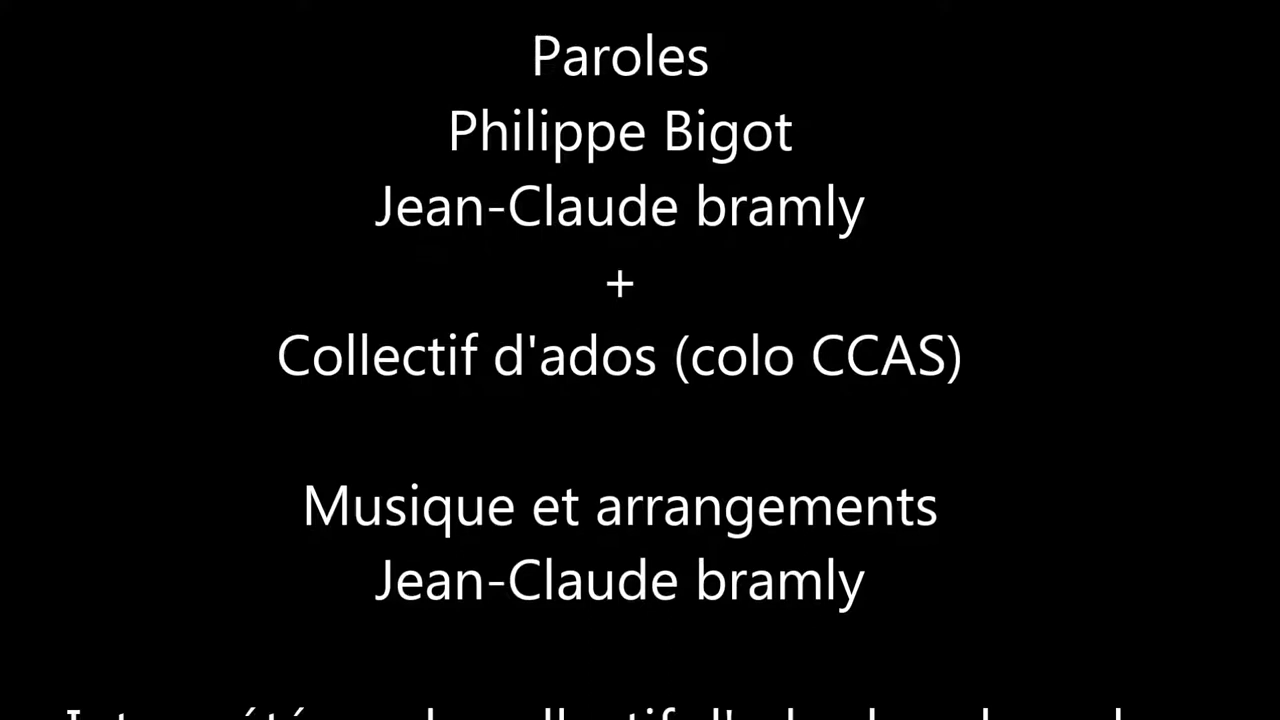 Paroles
Philippe Bigot
Jean-Claude bramly
+
Collectif d'ados (colo CCAS)
Musique et arrangements
Jean-Claude bramly